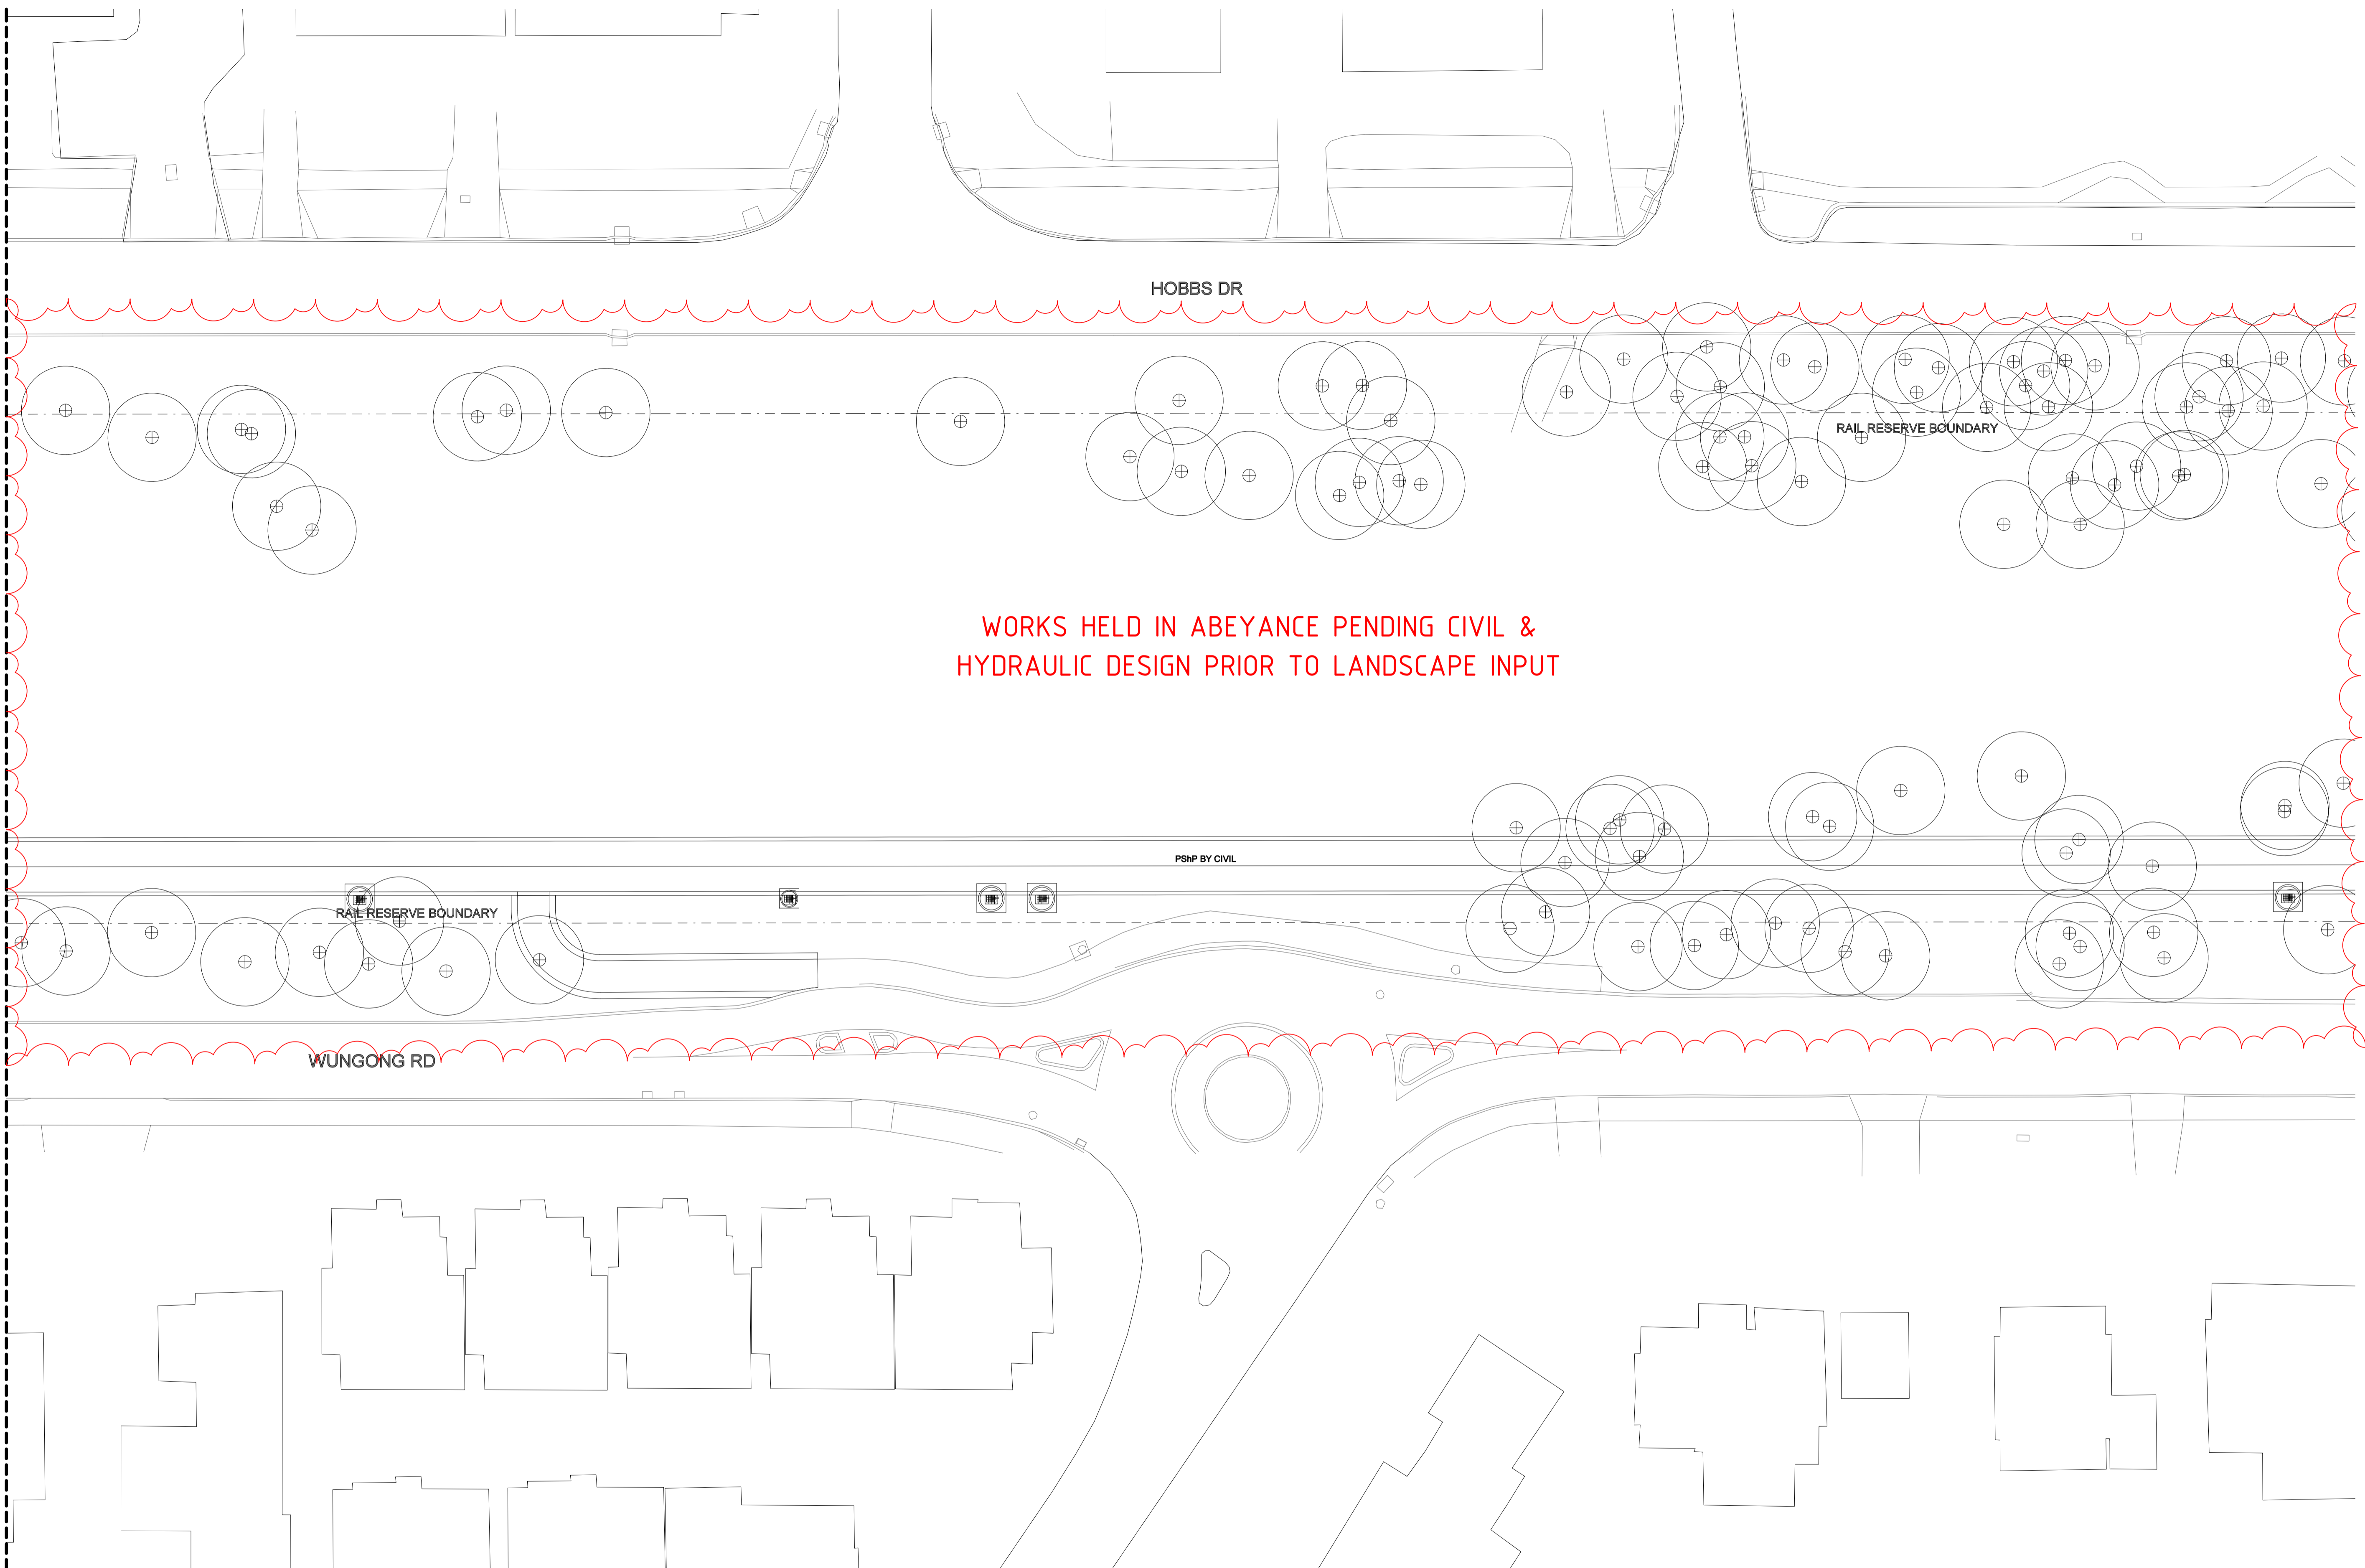 HOBBS DR
RAIL RESERVE BOUNDARY
WORKS HELD IN ABEYANCE PENDING CIVIL &
HYDRAULIC DESIGN PRIOR TO LANDSCAPE INPUT
PShP BY CIVIL
RAIL RESERVE BOUNDARY
WUNGONG RD